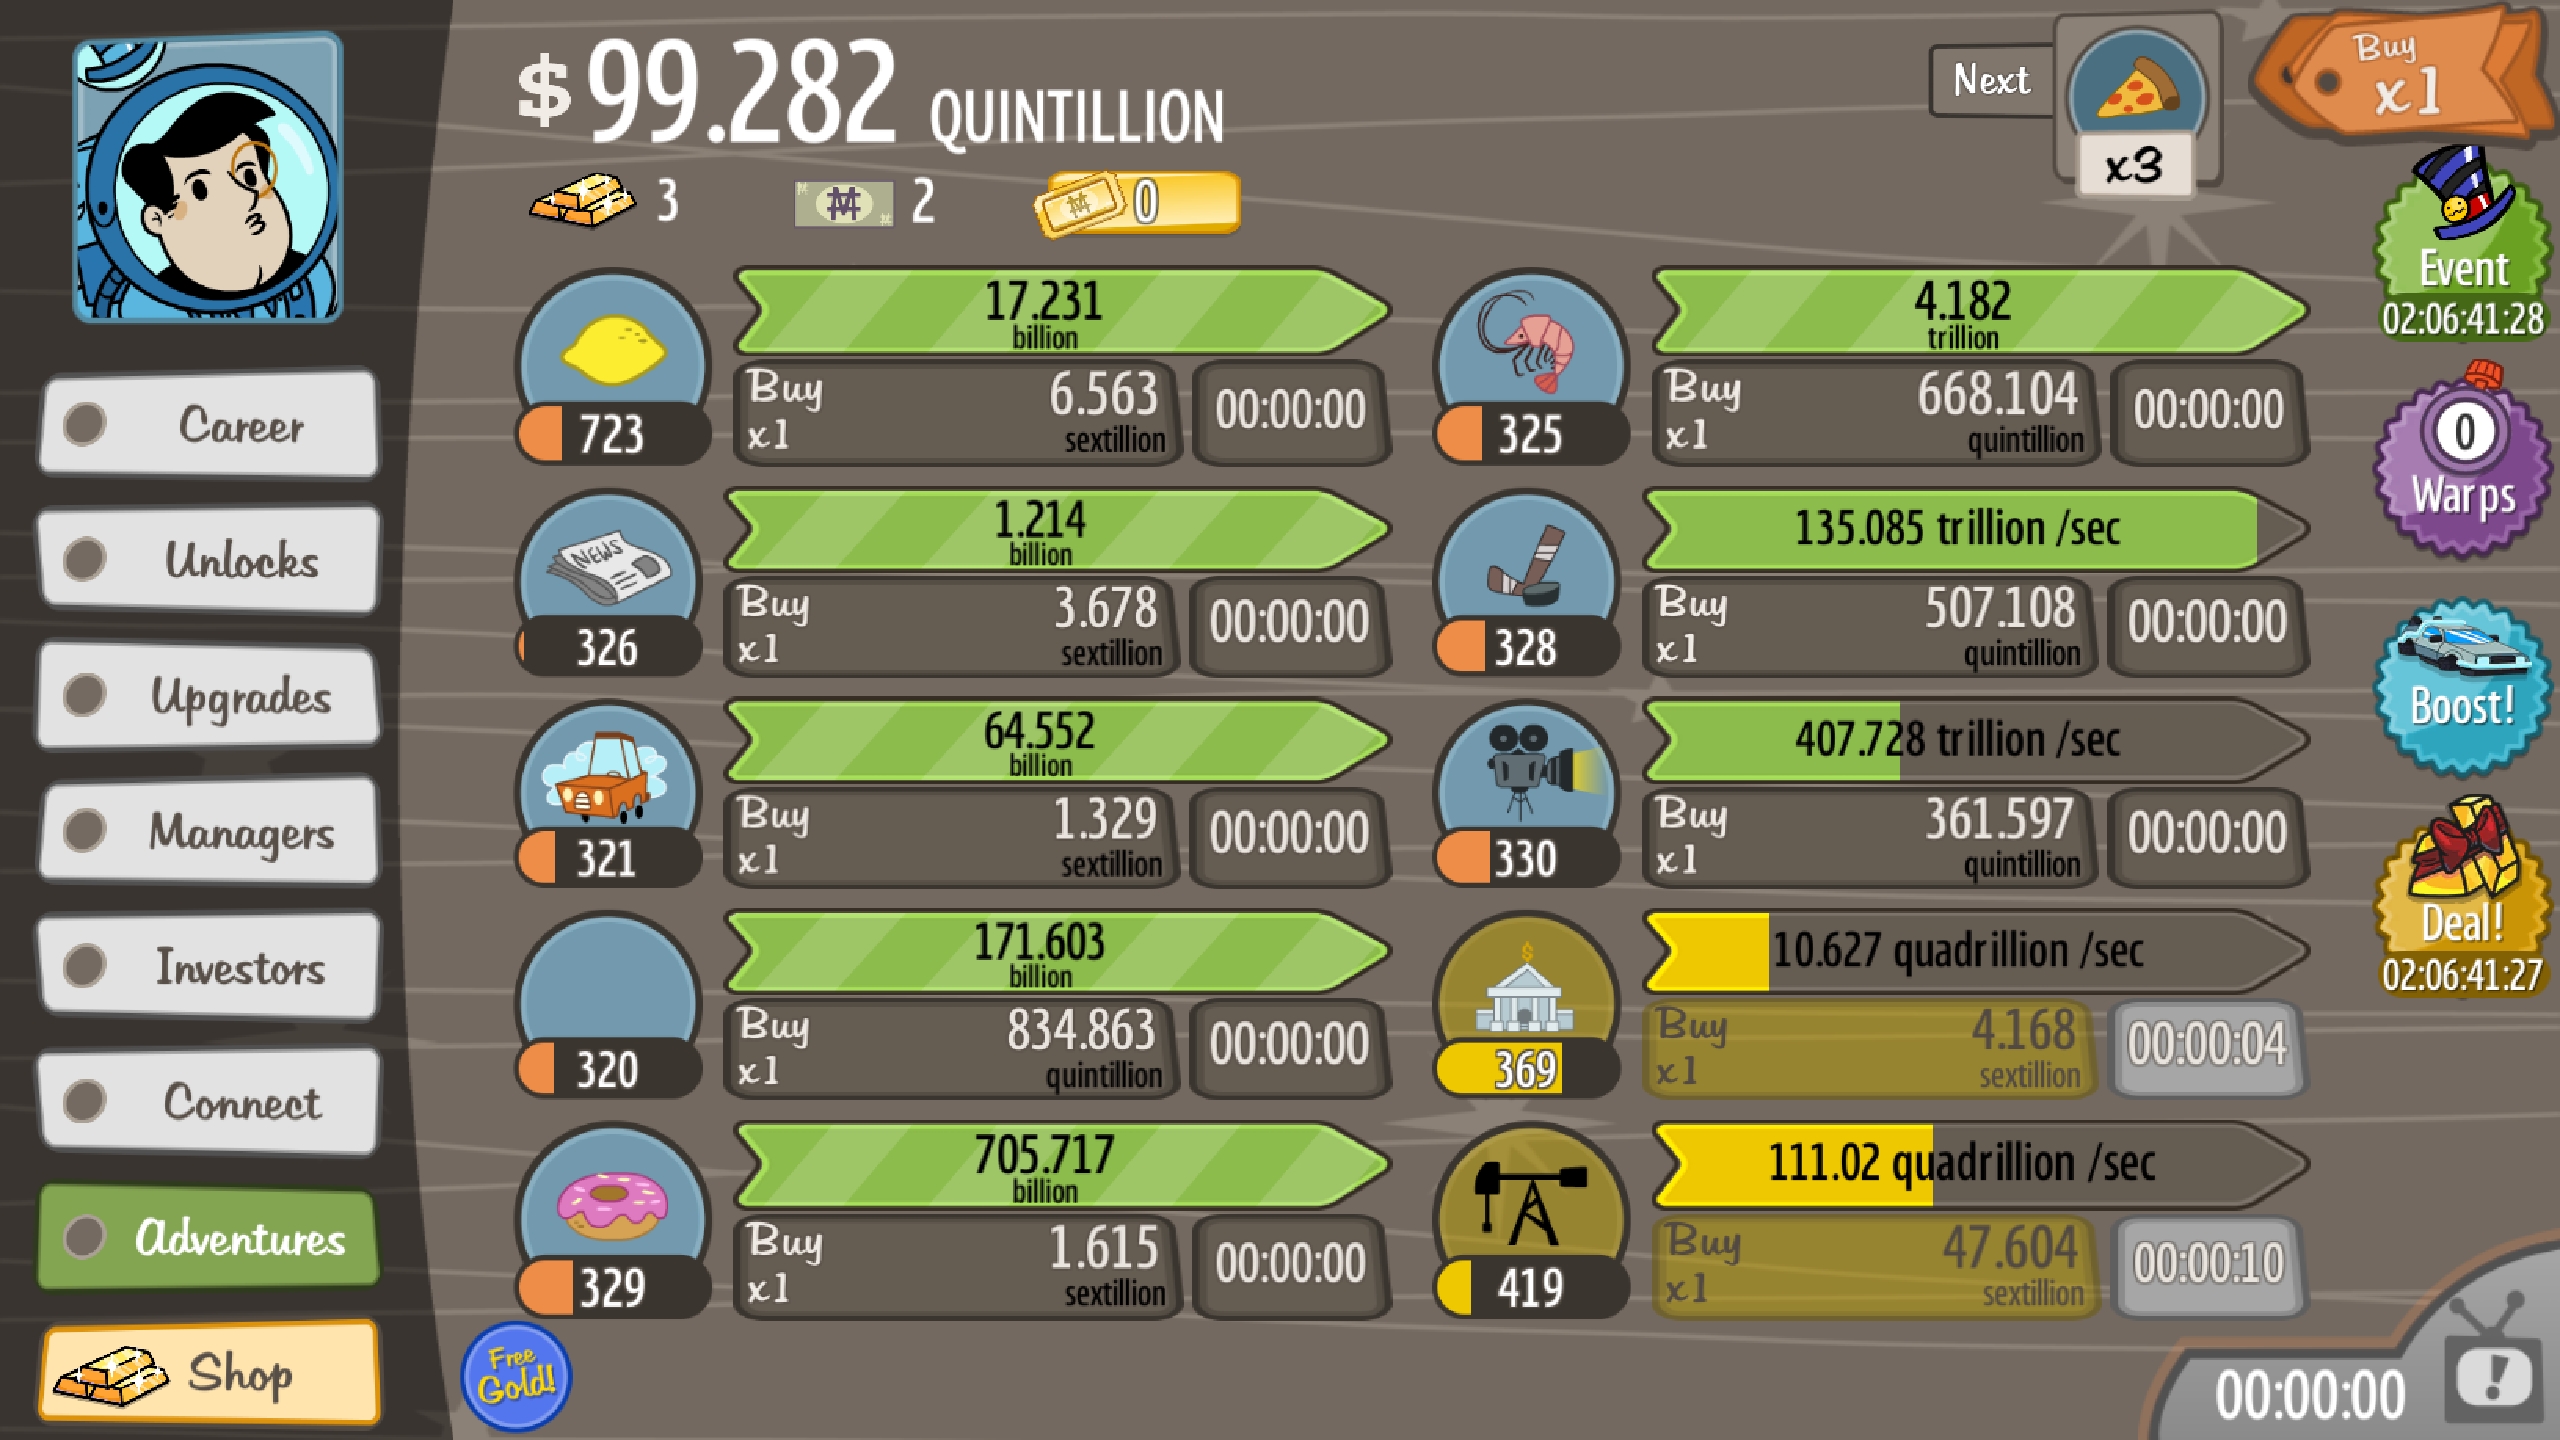 $99.282 QUINTILLION
3
2
0
Next
x3
Buy
x1
Event
02:06:41:28
0
Warps
Boost!
Deal!
02:06:41:27
Career
Unlocks
Upgrades
Managers
Investors
Connect
Adventures
Shop
17.231
billion
723
Buy
x1
6.563
sextillion
00:00:00
NEWS
1.214
billion
326
Buy
x1
3.678
sextillion
00:00:00
64.552
billion
321
Buy
x1
1.329
sextillion
00:00:00
171.603
billion
320
Buy
x1
834.863
quintillion
00:00:00
705.717
billion
329
Buy
x1
1.615
sextillion
00:00:00
4.182
trillion
325
Buy
x1
668.104
quintillion
00:00:00
135.085 trillion /sec
328
Buy
x1
507.108
quintillion
00:00:00
407.728 trillion /sec
330
Buy
x1
361.597
quintillion
00:00:00
$
10.627 quadrillion /sec
369
Buy
x1
4.168
sextillion
00:00:04
111.02 quadrillion /sec
419
Buy
x1
47.604
sextillion
00:00:10
Free
Gold!
00:00:00
!